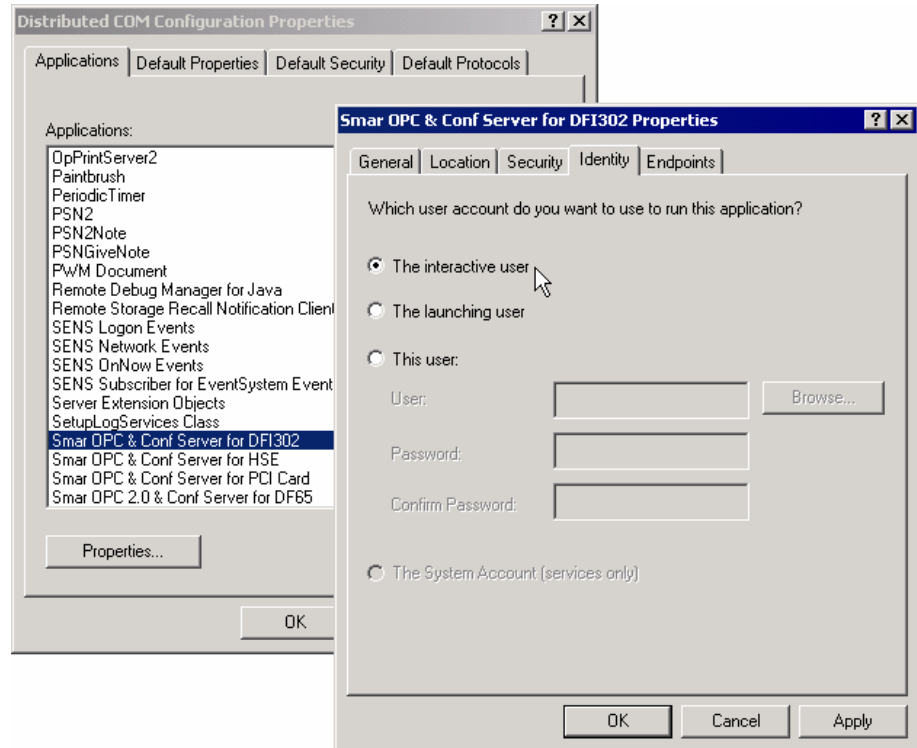 Distributed COM Configuration Properties
Applications Default Properties Default Security Default Protocols
Applications:
OpPrintServer2
Paintbrush
PeriodicTimer
PSN2
PSN2Note
PSNGiveNote
PWM Document
Remote Debug Manager for Java
Remote Storage Recall Notification Client
SENS Logon Events
SENS Network Events
SENS OnNow Events
SENS Subscriber for EventSystem Event
Server Extension Objects
SetupLogServices Class
Smar OPC & Conf Server for DFI302
Smar OPC & Conf Server for HSE
Smar OPC & Conf Server for PCI Card
Smar OPC 2.0 & Conf Server for DF65
Properties...
OK
Smar OPC & Conf Server for DFI302 Properties
General Location Security Identity Endpoints
Which user account do you want to use to run this application?
The interactive user
The launching user
This user:
User:
Browse...
Password:
Confirm Password:
The System Account (services only)
OK Cancel Apply